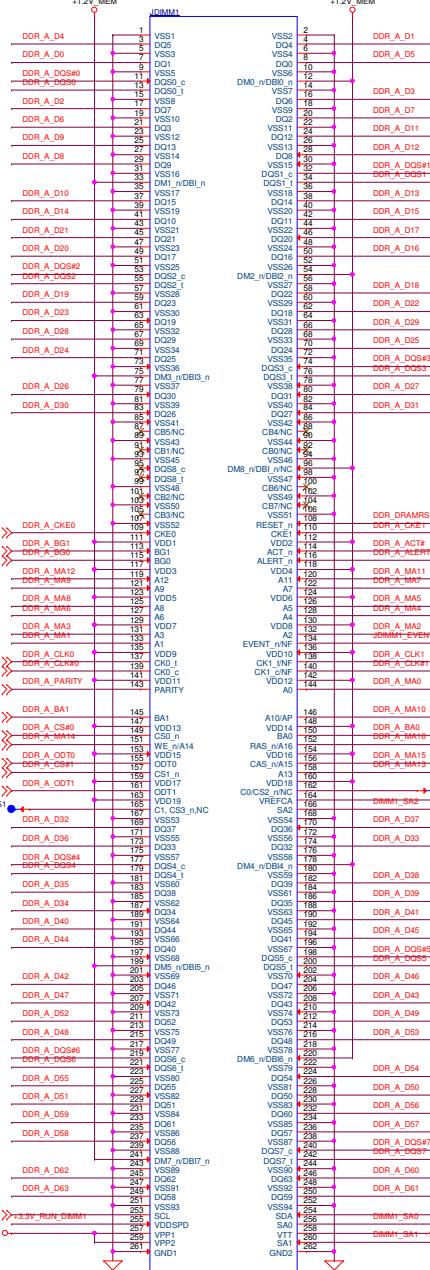 +1.2V_MEM +1.2V_MEM
JDIMM1
DDR_A_D4 1 VSS1 VSS2 2 DDR_A_D1
3 DQ5 DQ4 4
DDR_A_D0 5 VSS3 VSS4 6 DDR_A_D5
7 DQ1 DQ0 8
DDR_A_DQS#0 9 VSS5 VSS6 10
DDR_A_DQS0 11 DQS0_c DM0_n/DBI0_n 12
13 DQS0_t VSS7 14 DDR_A_D3
DDR_A_D2 15 VSS8 DQ6 16
17 DQ7 VSS9 18 DDR_A_D7
DDR_A_D6 19 VSS10 DQ2 20
21 DQ3 VSS11 22 DDR_A_D11
DDR_A_D9 23 VSS12 DQ12 24
25 DQ13 VSS13 26 DDR_A_D12
DDR_A_D8 27 VSS14 DQ8 28
29 DQ9 VSS15 30 DDR_A_DQS#1
31 VSS16 DQS1_c 32 DDR_A_DQS1
33 DM1_n/DBI_n DQS1_t 34
DDR_A_D10 35 VSS17 VSS18 36 DDR_A_D13
37 DQ15 DQ14 38
DDR_A_D14 39 VSS19 VSS20 40 DDR_A_D15
41 DQ10 DQ11 42
DDR_A_D21 43 VSS21 VSS22 44 DDR_A_D17
45 DQ21 DQ20 46
DDR_A_D20 47 VSS23 VSS24 48 DDR_A_D16
49 DQ17 DQ16 50
DDR_A_DQS#2 51 VSS25 VSS26 52
DDR_A_DQS2 53 DQS2_c DM2_n/DBI2_n 54
55 DQS2_t VSS27 56 DDR_A_D18
DDR_A_D19 57 VSS28 DQ22 58
59 DQ23 VSS29 60 DDR_A_D22
DDR_A_D23 61 VSS30 DQ18 62
63 DQ19 VSS31 64 DDR_A_D29
DDR_A_D28 65 VSS32 DQ28 66
67 DQ29 VSS33 68 DDR_A_D25
DDR_A_D24 69 VSS34 DQ24 70
71 DQ25 VSS35 72 DDR_A_DQS#3
73 VSS36 DQS3_c 74 DDR_A_DQS3
75 DM3_n/DBI3_n DQS3_t 76
DDR_A_D26 77 VSS37 VSS38 78 DDR_A_D27
79 DQ30 DQ31 80
DDR_A_D30 81 VSS39 VSS40 82 DDR_A_D31
83 DQ26 DQ27 84
85 VSS41 VSS42 86
87 CB5/NC CB4/NC 88
89 VSS43 VSS44 90
91 CB1/NC CB0/NC 92
93 VSS45 VSS46 94
95 DQS8_c DM8_n/DBI_n/NC 96
97 DQS8_t VSS47 98
99 VSS48 CB6/NC 100
101 CB2/NC VSS49 102
103 VSS50 CB7/NC 104
105 CB3/NC VSS51 106 DDR_DRAMRS
107 VSS52 RESET_n 108
DDR_A_CKE0 109 CKE0 CKE1 110 DDR_A_CKE1
111 VDD1 VDD2 112
DDR_A_BG1 113 BG1 ACT_n 114 DDR_A_ACT#
DDR_A_BG0 115 BG0 ALERT_n 116 DDR_A_ALERT
117 VDD3 VDD4 118
DDR_A_MA12 119 A12 A11 120 DDR_A_MA11
DDR_A_MA9 121 A9 A7 122 DDR_A_MA7
123 VDD5 VDD6 124
DDR_A_MA8 125 A8 A5 126 DDR_A_MA5
DDR_A_MA6 127 A6 A4 128 DDR_A_MA4
129 VDD7 VDD8 130
DDR_A_MA3 131 A3 A2 132 DDR_A_MA2
DDR_A_MA1 133 A1 EVENT_n/NF 134 JDIMM1_EVEN
135 VDD9 VDD10 136
DDR_A_CLK0 137 CK0_t CK1_t/NF 138 DDR_A_CLK1
DDR_A_CLK#0 139 CK0_c CK1_c/NF 140 DDR_A_CLK#1
141 VDD11 VDD12 142
DDR_A_PARITY 143 PARITY A0 144 DDR_A_MA0
DDR_A_BA1 145 BA1 A10/AP 146 DDR_A_MA10
147 VDD13 VDD14 148
DDR_A_CS#0 149 CS0_n BA0 150 DDR_A_BA0
DDR_A_MA14 151 WE_n/A14 RAS_n/A16 152 DDR_A_MA16
153 VDD15 VDD16 154
DDR_A_ODT0 155 ODT0 CAS_n/A15 156 DDR_A_MA15
DDR_A_CS#1 157 CS1_n A13 158 DDR_A_MA13
159 VDD17 VDD18 160
DDR_A_ODT1 161 ODT1 C0/CS2_n/NC 162
163 VDD19 VREFCA 164
165 C1, CS3_n,NC SA2 166 DIMM1_SA2
167 VSS53 VSS54 168
DDR_A_D32 169 DQ37 DQ36 170 DDR_A_D37
171 VSS55 VSS56 172
DDR_A_D36 173 DQ33 DQ32 174 DDR_A_D33
175 VSS57 VSS58 176
DDR_A_DQS#4 177 DQS4_c DM4_n/DBI4_n 178
DDR_A_DQS4 179 DQS4_t VSS59 180
181 VSS60 DQ39 182 DDR_A_D38
DDR_A_D35 183 DQ38 VSS61 184
185 VSS62 DQ35 186 DDR_A_D39
DDR_A_D34 187 DQ34 VSS63 188
189 VSS64 DQ45 190 DDR_A_D41
DDR_A_D40 191 DQ44 VSS65 192
193 VSS66 DQ41 194 DDR_A_D45
DDR_A_D44 195 DQ40 VSS67 196
197 VSS68 DQS5_c 198 DDR_A_DQS#5
199 DM5_n/DBI5_n DQS5_t 200 DDR_A_DQS5
201 VSS69 VSS70 202
DDR_A_D42 203 DQ46 DQ47 204 DDR_A_D46
205 VSS71 VSS72 206
DDR_A_D47 207 DQ42 DQ43 208 DDR_A_D43
209 VSS73 VSS74 210
DDR_A_D52 211 DQ52 DQ53 212 DDR_A_D49
213 VSS75 VSS76 214
DDR_A_D48 215 DQ49 DQ48 216 DDR_A_D53
217 VSS77 VSS78 218
DDR_A_DQS#6 219 DQS6_c DM6_n/DBI6_n 220
DDR_A_DQS6 221 DQS6_t VSS79 222
223 VSS80 DQ54 224 DDR_A_D54
DDR_A_D55 225 DQ55 VSS81 226
227 VSS82 DQ50 228 DDR_A_D50
DDR_A_D51 229 DQ51 VSS83 230
231 VSS84 DQ60 232 DDR_A_D56
DDR_A_D59 233 DQ61 VSS85 234
235 VSS86 DQ57 236 DDR_A_D57
DDR_A_D58 237 DQ56 VSS87 238
239 VSS88 DQS7_c 240 DDR_A_DQS#7
241 DM7_n/DBI7_n DQS7_t 242 DDR_A_DQS7
243 VSS89 VSS90 244
DDR_A_D62 245 DQ62 DQ63 246 DDR_A_D60
247 VSS91 VSS92 248
DDR_A_D63 249 DQ58 DQ59 250 DDR_A_D61
251 VSS93 VSS94 252
253 SCL SDA 254
+3.3V_RUN_DIMM1 255 VDDSPD SA0 256 DIMM1_SA0
257 VPP1 VTT 258
259 VPP2 SA1 260 DIMM1_SA1
261 GND1 GND2 262